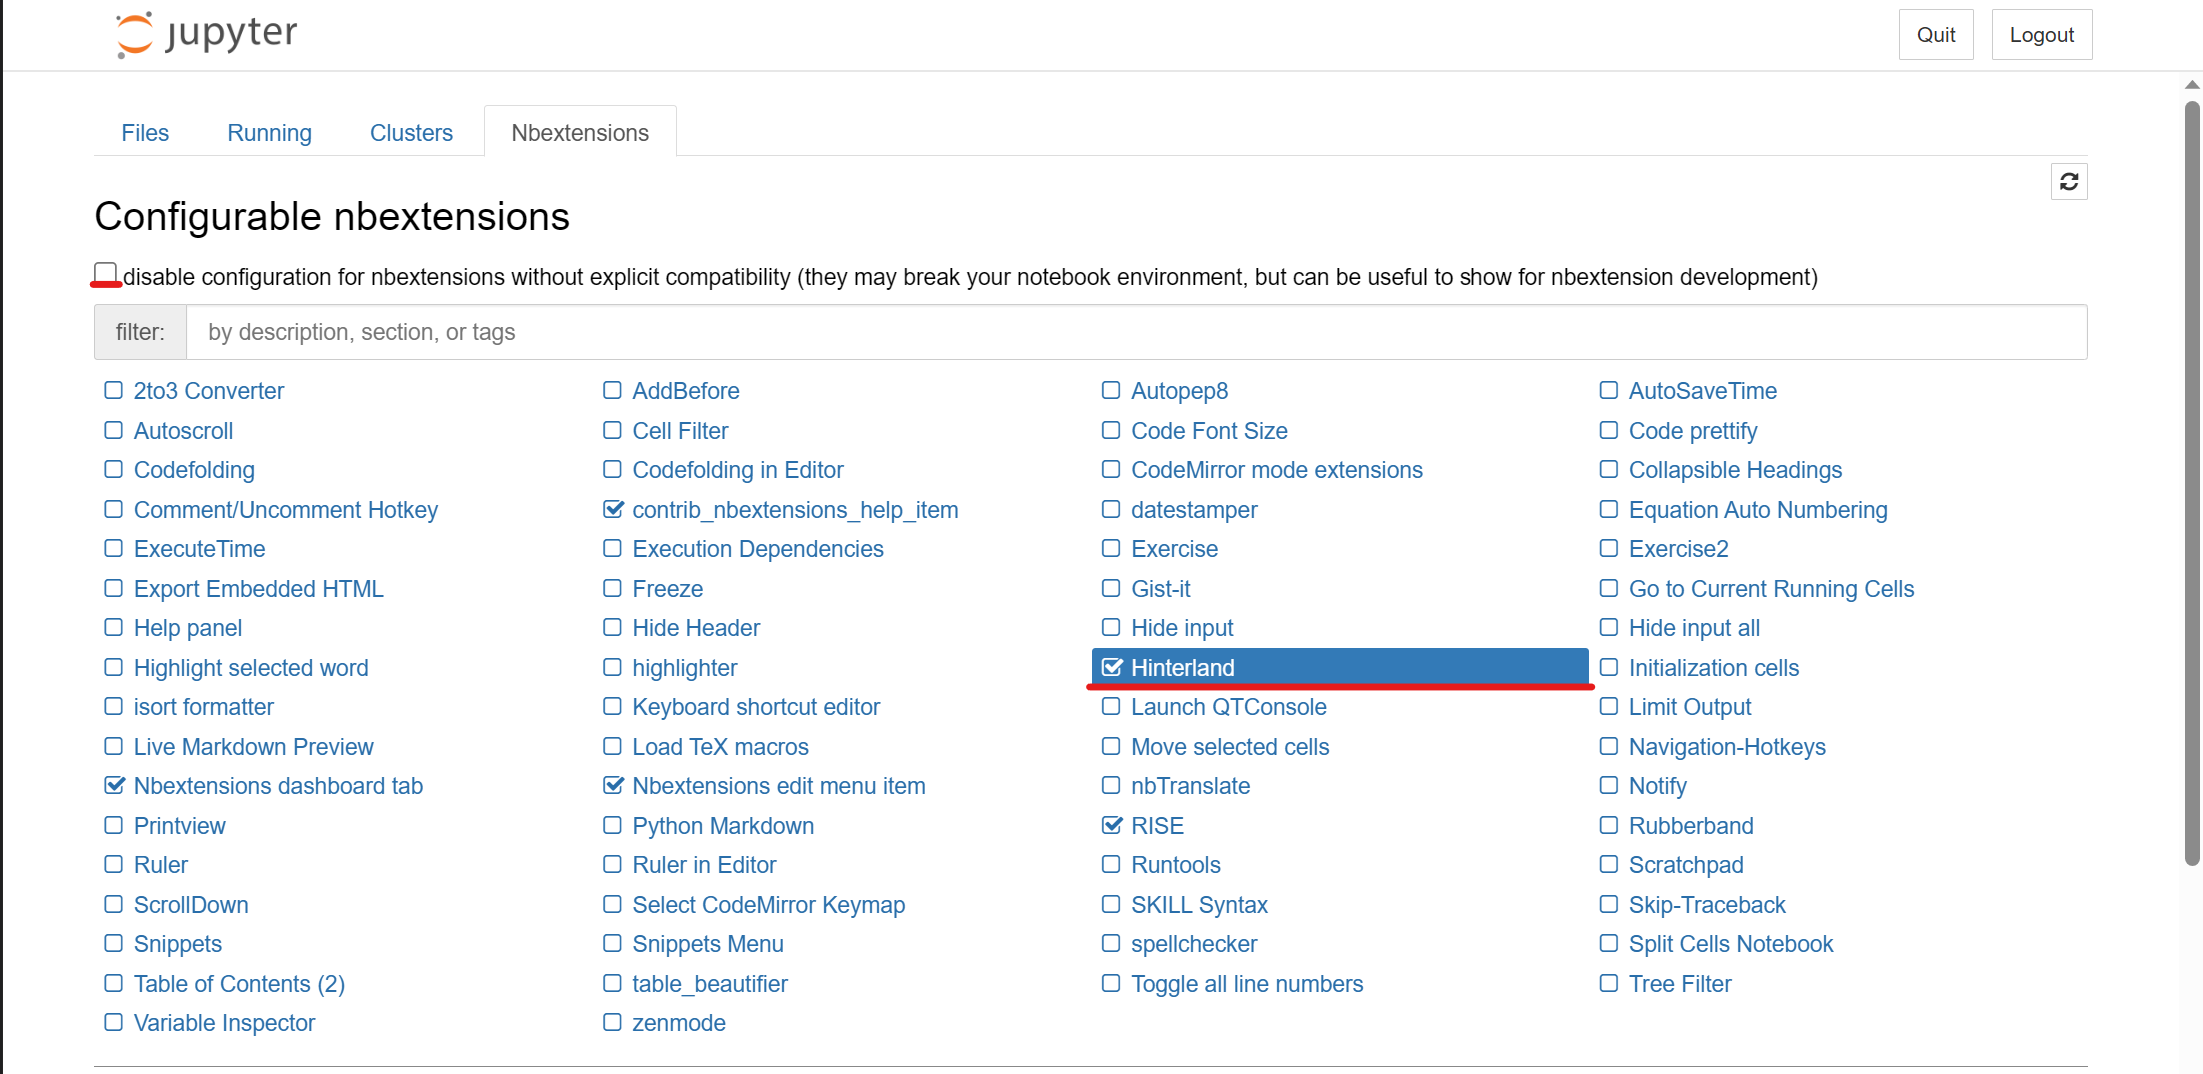 jupyter
Quit Logout
Files Running Clusters Nbextensions
Configurable nbextensions
disable configuration for nbextensions without explicit compatibility (they may break your notebook environment, but can be useful to show for nbextension development)
filter: by description, section, or tags
2to3 Converter AddBefore Autopep8 AutoSaveTime
Autoscroll Cell Filter Code Font Size Code prettify
Codefolding Codefolding in Editor CodeMirror mode extensions Collapsible Headings
Comment/Uncomment Hotkey contrib_nbextensions_help_item datestamper Equation Auto Numbering
ExecuteTime Execution Dependencies Exercise Exercise2
Export Embedded HTML Freeze Gist-it Go to Current Running Cells
Help panel Hide Header Hide input Hide input all
Highlight selected word highlighter Hinterland Initialization cells
isort formatter Keyboard shortcut editor Launch QTConsole Limit Output
Live Markdown Preview Load TeX macros Move selected cells Navigation-Hotkeys
Nbextensions dashboard tab Nbextensions edit menu item nbTranslate Notify
Printview Python Markdown RISE Rubberband
Ruler Ruler in Editor Runtools Scratchpad
ScrollDown Select CodeMirror Keymap SKILL Syntax Skip-Traceback
Snippets Snippets Menu spellchecker Split Cells Notebook
Table of Contents (2) table_beautifier Toggle all line numbers Tree Filter
Variable Inspector zenmode